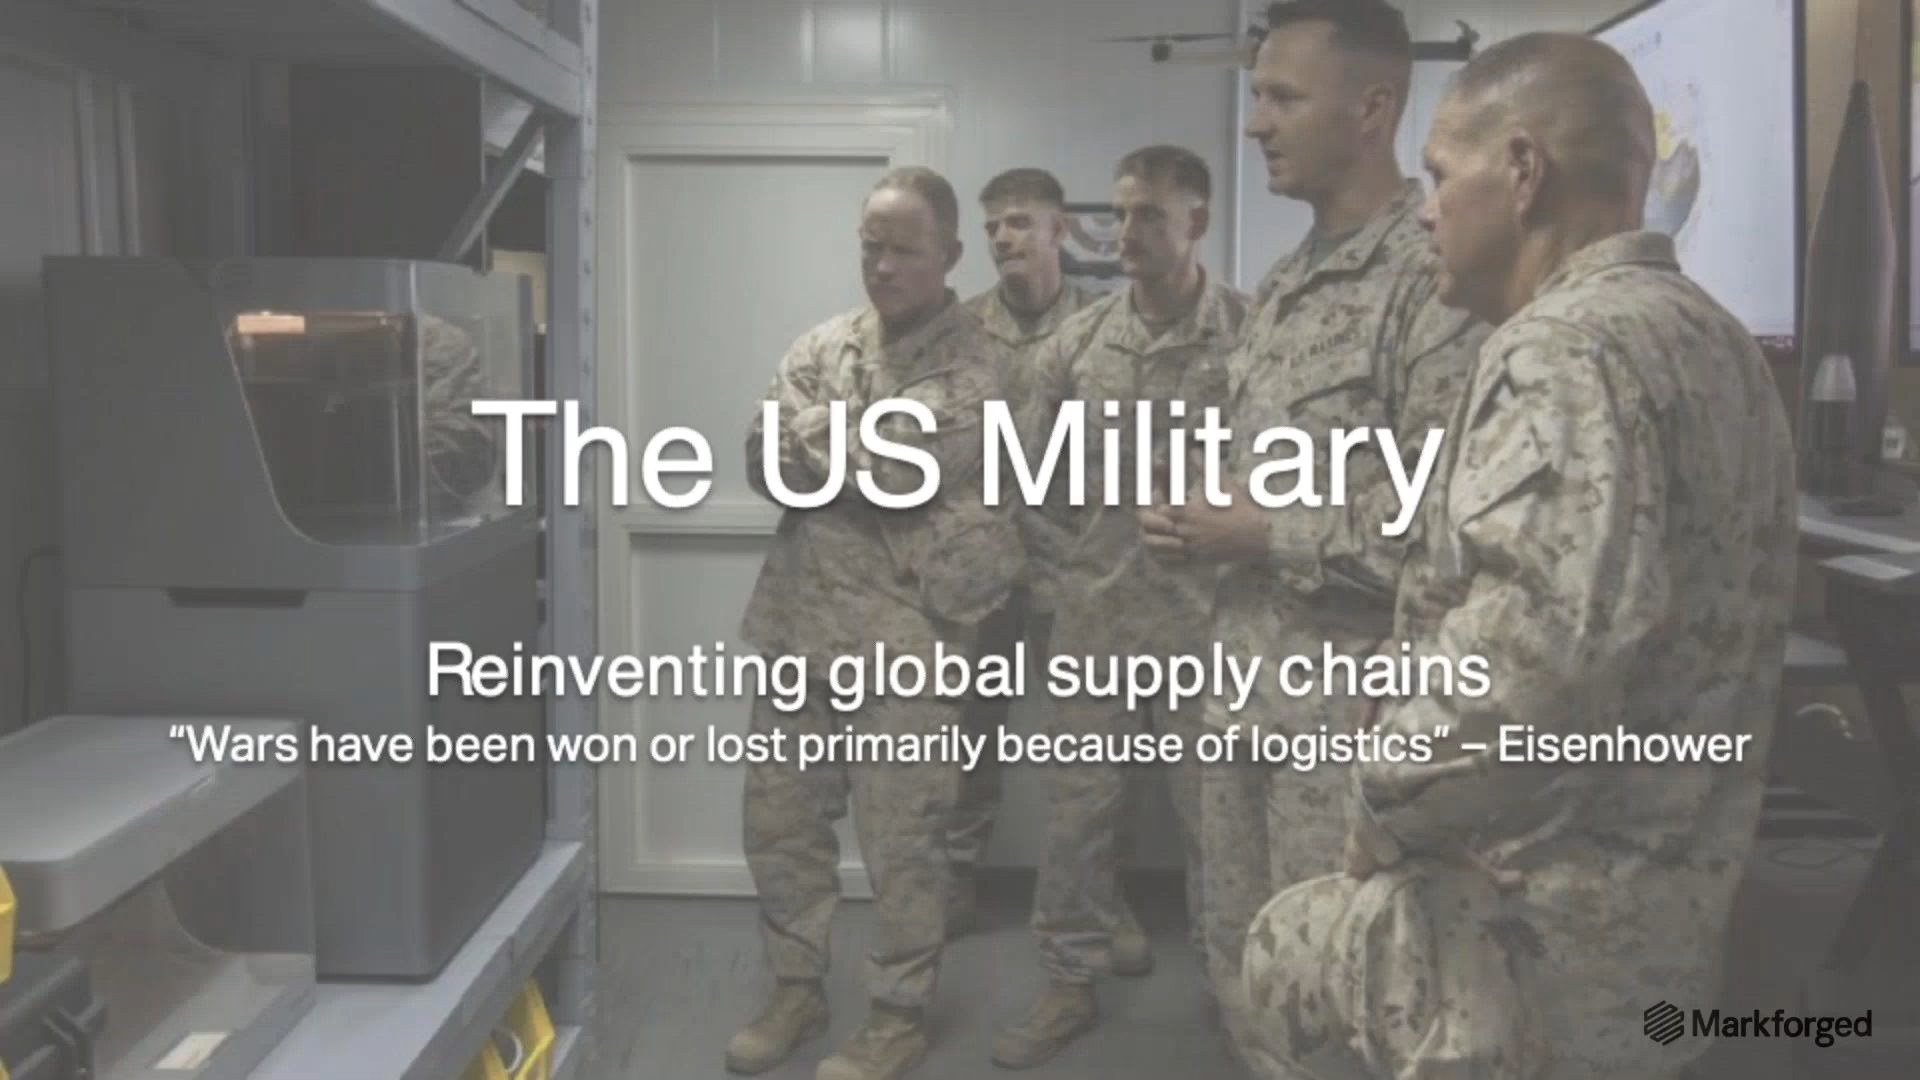 The US Military
Reinventing global supply chains
“Wars have been won or lost primarily because of logistics” – Eisenhower
U.S. MARINES
Markforged